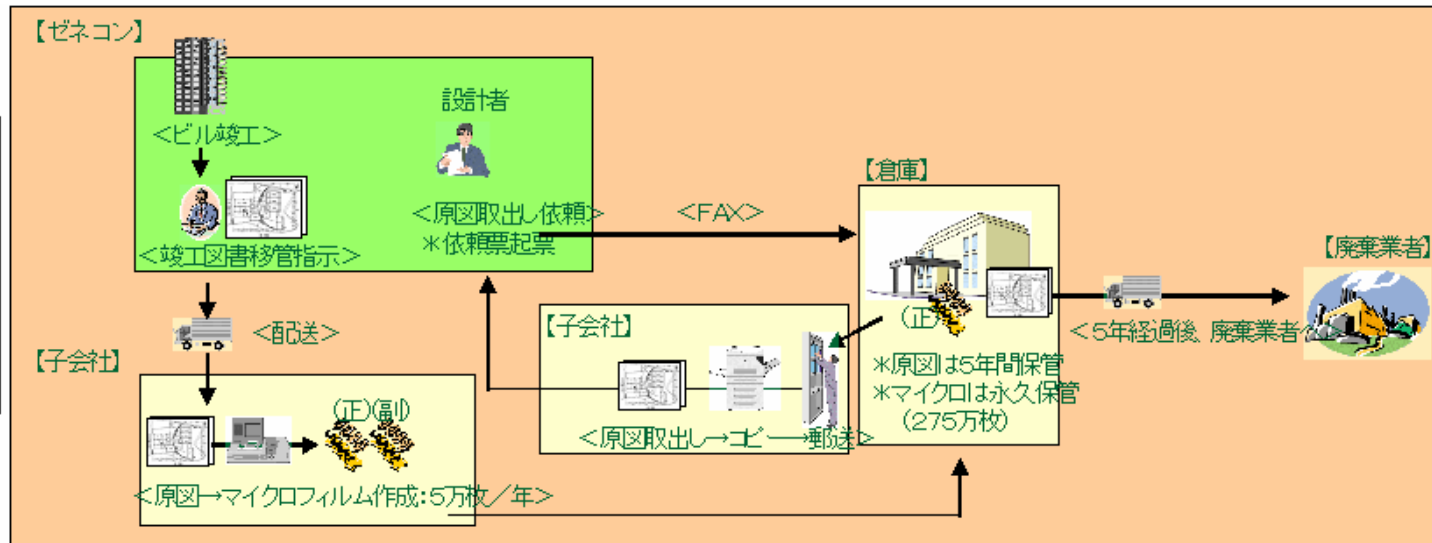 【ゼネコン】
<ビル竣工>
<竣工図書移管指示>
設計者
<原図取出し依頼>
*依頼票起票
<FAX>
<配送>
【子会社】
(正)(副)
<原図→マイクロフィルム作成:5万枚/年>
【子会社】
<原図取出し→コピー→郵送>
【倉庫】
(正)
*原図は5年間保管
*マイクロは永久保管
(275万枚)
<5年経過後、廃棄業者へ>
【廃棄業者】